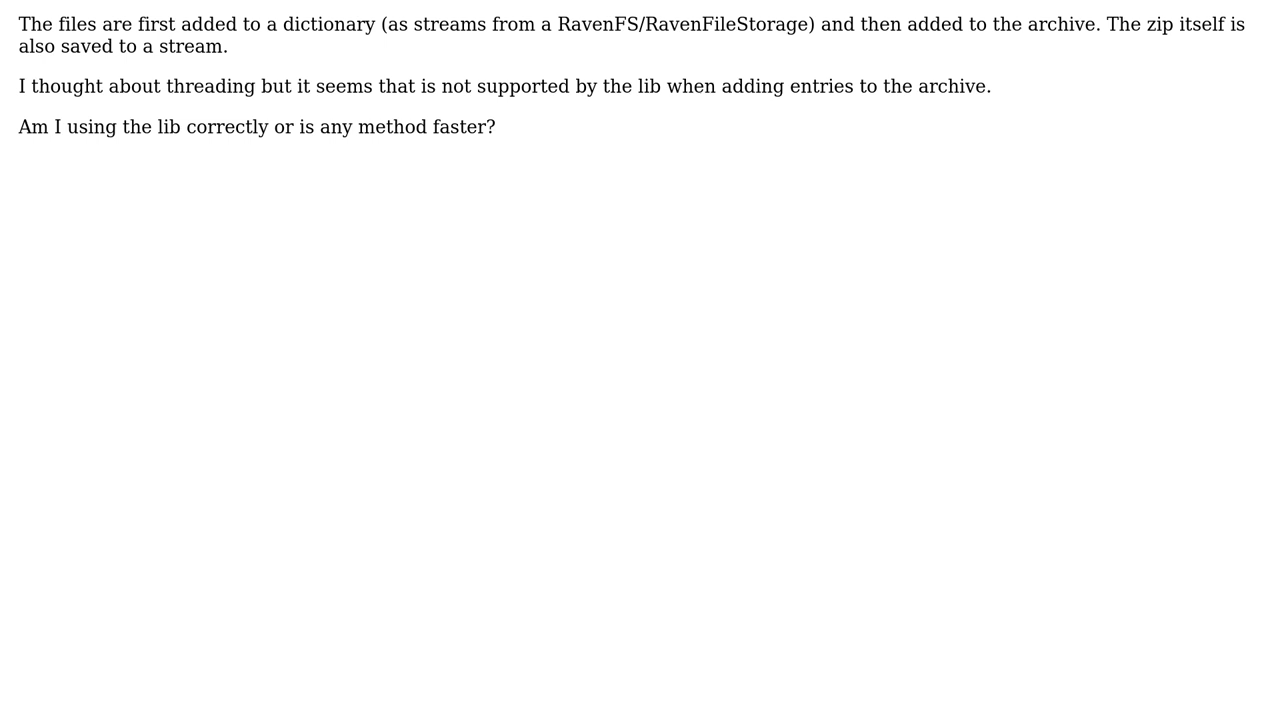 The files are first added to a dictionary (as streams from a RavenFS/RavenFileStorage) and then added to the archive. The zip itself is
also saved to a stream.
I thought about threading but it seems that is not supported by the lib when adding entries to the archive.
Am I using the lib correctly or is any method faster?